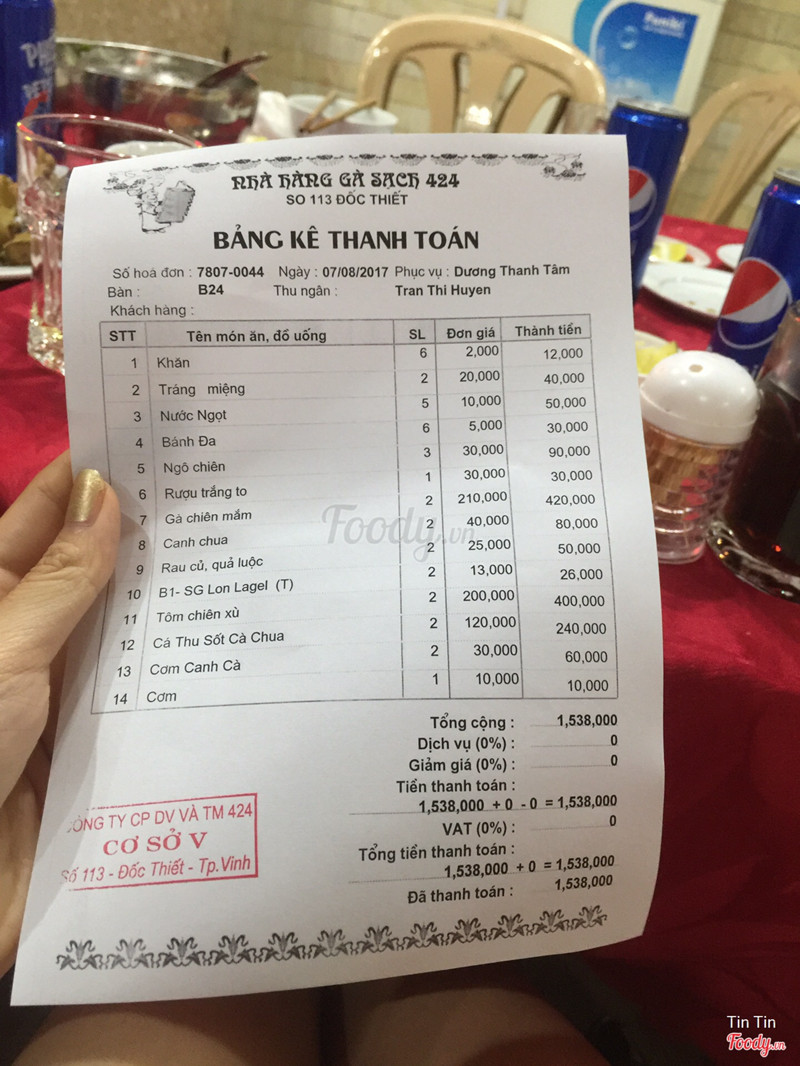 NHÀ HÀNG GÀ SẠCH 424
SO 113 ĐỐC THIẾT
BẢNG KÊ THANH TOÁN
Số hoá đơn : 7807-0044 Ngày : 07/08/2017 Phục vụ : Dương Thanh Tâm
Bàn : B24 Thu ngân : Tran Thi Huyen
Khách hàng :
STT Tên món ăn, đồ uống SL Đơn giá Thành tiền
1 Khăn 6 2,000 12,000
2 Tráng miệng 2 20,000 40,000
3 Nước Ngọt 5 10,000 50,000
4 Bánh Đa 6 5,000 30,000
5 Ngô chiên 3 30,000 90,000
6 Rượu trắng to 1 30,000 30,000
7 Gà chiên mắm 2 210,000 420,000
8 Canh chua 2 40,000 80,000
9 Rau củ, quả luộc 2 25,000 50,000
10 B1- SG Lon Lagel (T) 2 13,000 26,000
11 Tôm chiên xù 2 200,000 400,000
12 Cá Thu Sốt Cà Chua 2 120,000 240,000
13 Cơm Canh Cà 2 30,000 60,000
14 Cơm 1 10,000 10,000
Tổng cộng : 1,538,000
Dịch vụ (0%) : 0
Giảm giá (0%) : 0
Tiền thanh toán :
1,538,000 + 0 - 0 = 1,538,000
VAT (0%) : 0
Tổng tiền thanh toán :
1,538,000 + 0 = 1,538,000
Đã thanh toán : 1,538,000
CÔNG TY CP DV VÀ TM 424
CƠ SỞ V
Số 113 - Đốc Thiết - Tp.Vinh
Foody.vn
Tin Tin
Foody.vn